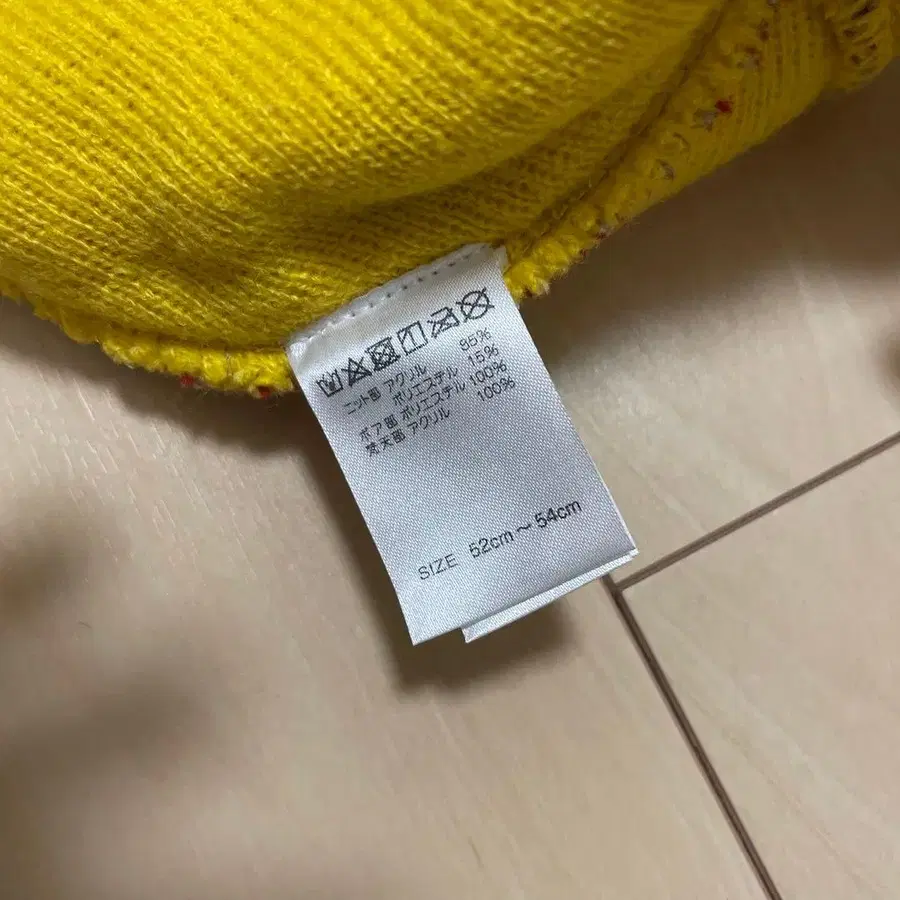 ニット部 アクリル 85%
ポリエステル 15%
ボア部 ポリエステル 100%
梵天部 アクリル 100%
SIZE 52cm～54cm